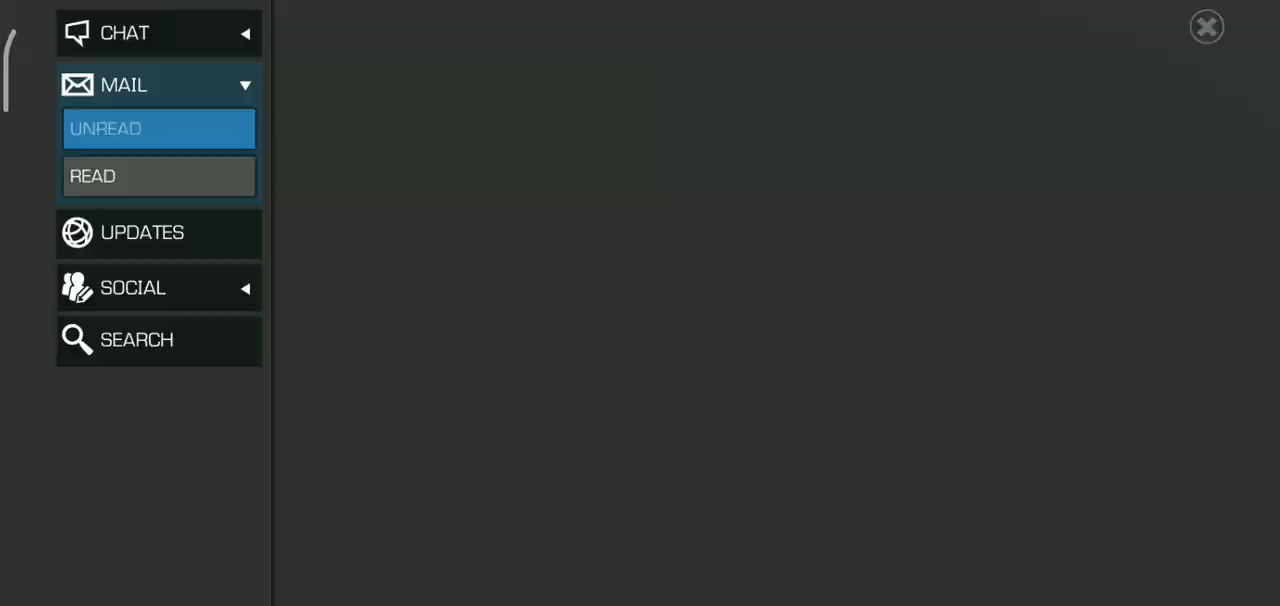 CHAT
MAIL
UNREAD
READ
UPDATES
SOCIAL
SEARCH